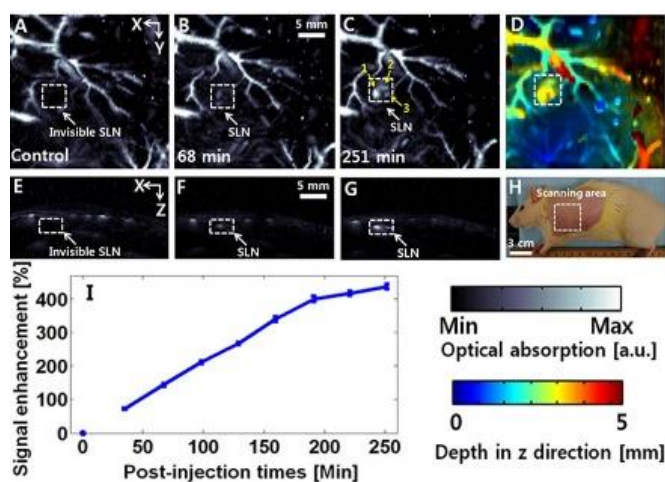 A
X
Y
Invisible SLN
Control
B
5 mm
SLN
68 min
C
1
2
H
3
SLN
251 min
D
E
X
Z
Invisible SLN
F
5 mm
SLN
G
SLN
H
Scanning area
3 cm
I
Signal enhancement [%]
400
300
200
100
0
0 50 100 150 200 250
Post-injection times [Min]
Min Max
Optical absorption [a.u.]
0 5
Depth in z direction [mm]